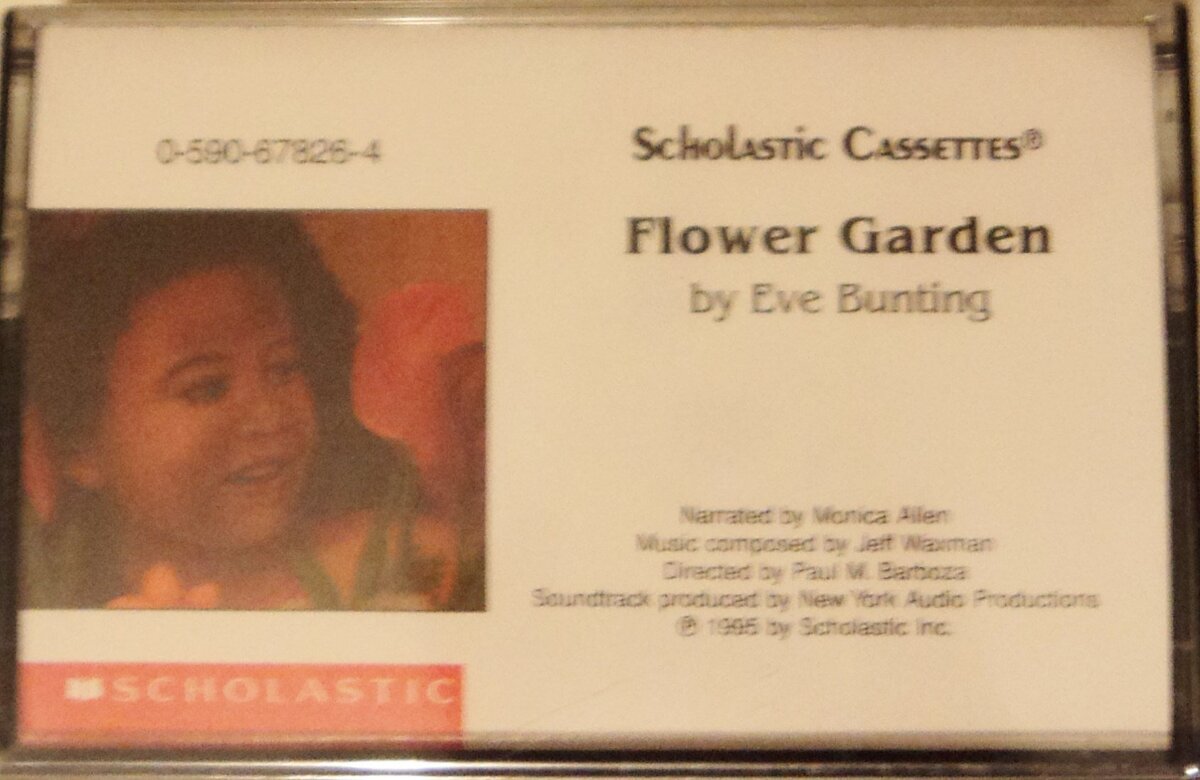 0-590-67826-4
Scholastic Cassettes®
Flower Garden
by Eve Bunting
Narrated by Monica Allen
Music composed by Jeff Waxman
Directed by Paul M. Barboza
Soundtrack produced by New York Audio Productions
℗ 1995 by Scholastic Inc.
SCHOLASTIC